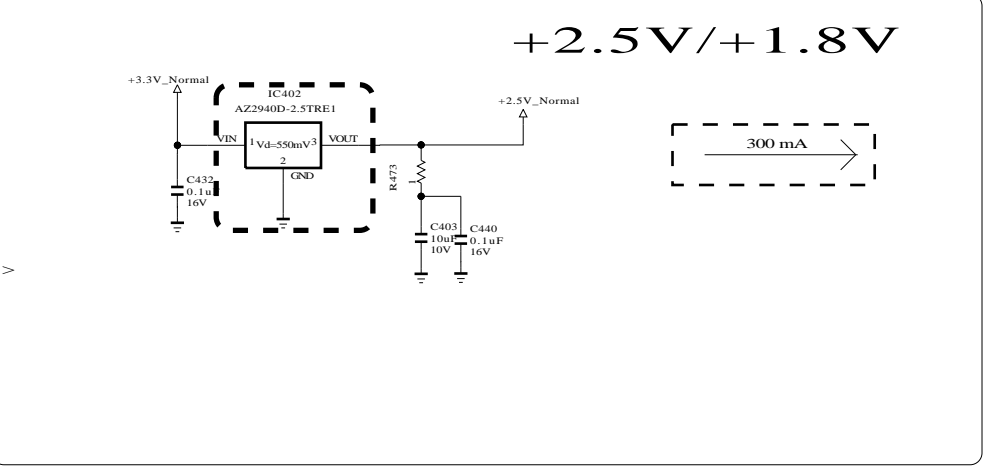 +2.5V/+1.8V
+3.3V_Normal
IC402
AZ2940D-2.5TRE1
+2.5V_Normal
VIN
1
Vd=550mV
3
VOUT
2
GND
300 mA
C432
0.1uF
16V
R473
1
C403
10uF
10V
C440
0.1uF
16V
>